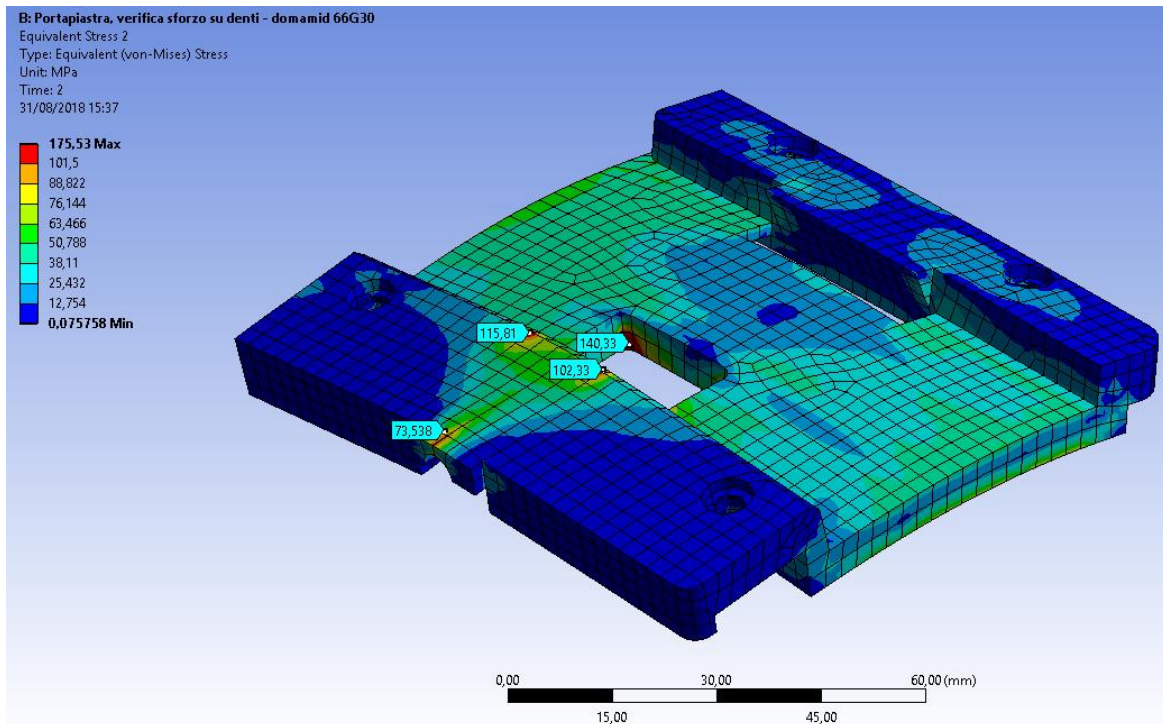 B: Portapiastra, verifica sforzo su denti - domamid 66G30
Equivalent Stress 2
Type: Equivalent (von-Mises) Stress
Unit: MPa
Time: 2
31/08/2018 15:37
175,53 Max
101,5
88,822
76,144
63,466
50,788
38,11
25,432
12,754
0,075758 Min
115,81
140,33
102,33
73,538
0,00 30,00 60,00 (mm)
15,00 45,00